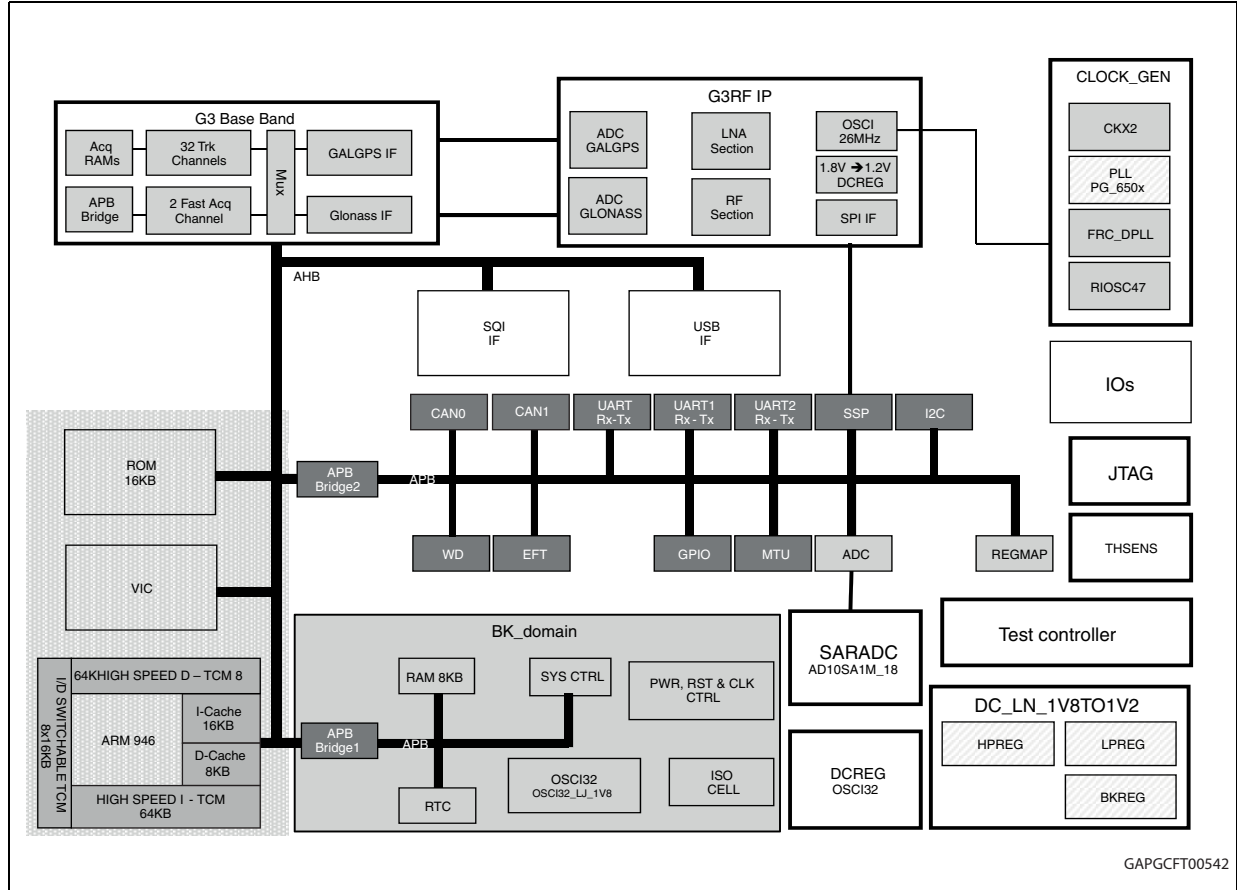 G3 Base Band
Acq
RAMs
32 Trk
Channels
Mux
GALGPS IF
APB
Bridge
2 Fast Acq
Channel
Glonass IF
G3RF IP
ADC
GALGPS
LNA
Section
OSCI
26MHz
1.8V ➔1.2V
DCREG
ADC
GLONASS
RF
Section
SPI IF
CLOCK_GEN
CKX2
PLL
PG_650x
FRC_DPLL
RIOSC47
AHB
SQI
IF
USB
IF
IOs
CAN0
CAN1
UART
Rx-Tx
UART1
Rx - Tx
UART2
Rx - Tx
SSP
I2C
ROM
16KB
APB
Bridge2
APB
JTAG
WD
EFT
GPIO
MTU
ADC
REGMAP
THSENS
VIC
BK_domain
RAM 8KB
SYS CTRL
PWR, RST & CLK
CTRL
APB
Bridge1
APB
RTC
OSCI32
OSCI32_LJ_1V8
ISO
CELL
SARADC
AD10SA1M_18
Test controller
I/D SWITCHABLE TCM
8x16KB
64KHIGH SPEED D – TCM 8
ARM 946
I-Cache
16KB
D-Cache
8KB
HIGH SPEED I - TCM
64KB
DCREG
OSCI32
DC_LN_1V8TO1V2
HPREG
LPREG
BKREG
GAPGCFT00542